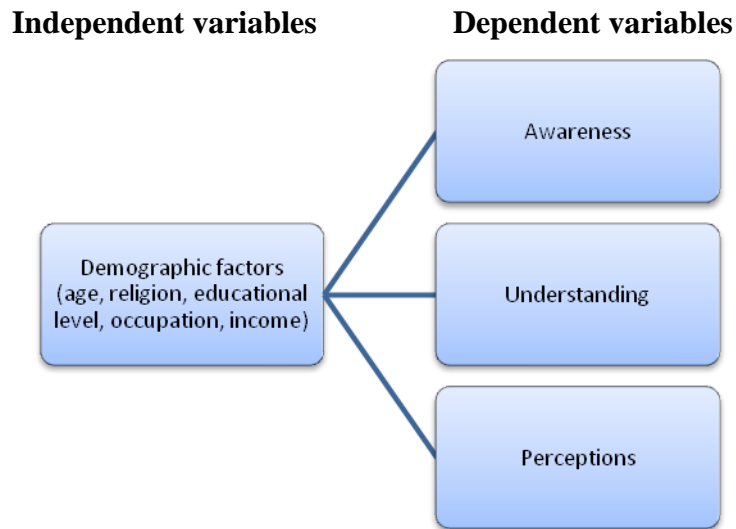 Independent variables
Dependent variables
Awareness
Demographic factors
(age, religion, educational
level, occupation, income)
Understanding
Perceptions